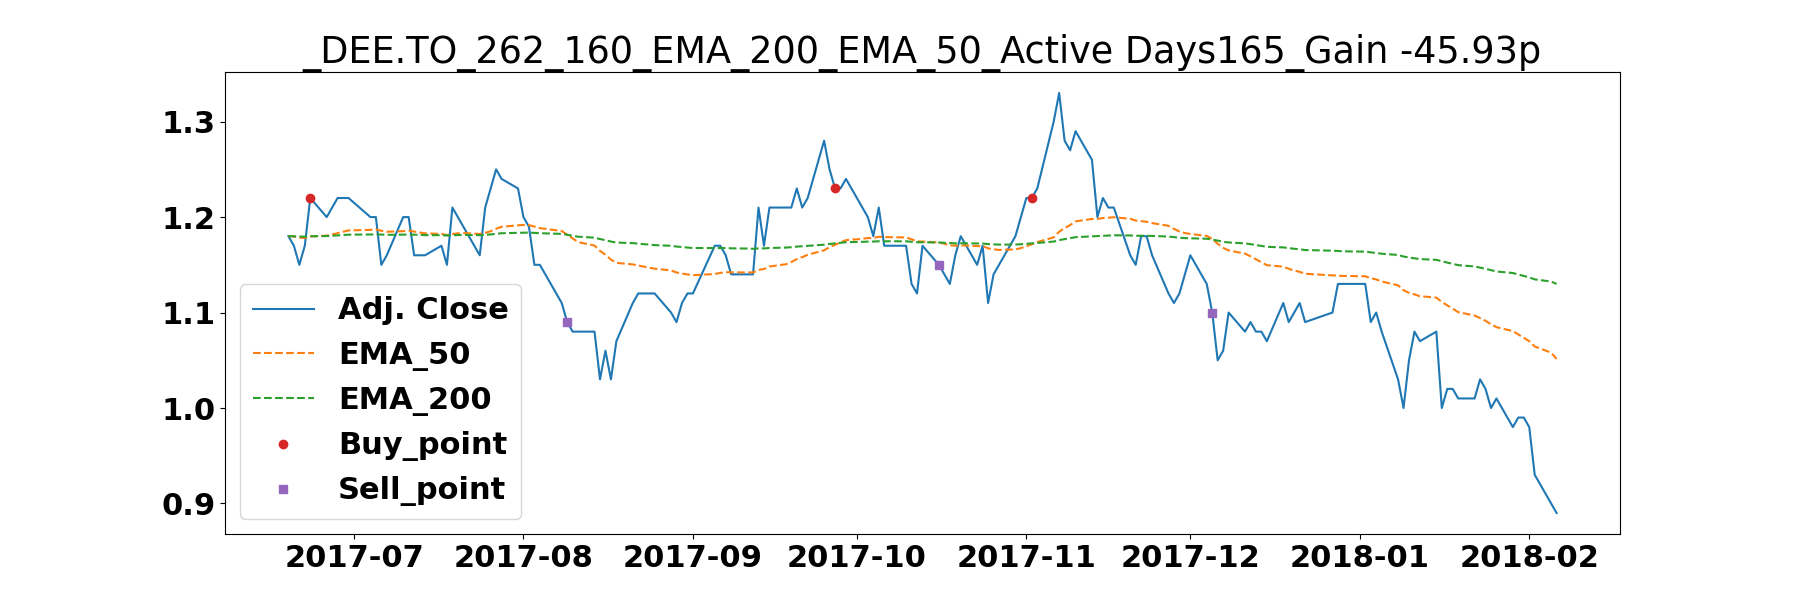 _DEE.TO_262_160_EMA_200_EMA_50_Active Days165_Gain -45.93p
1.3
1.2
1.1
1.0
0.9
Adj. Close
EMA_50
EMA_200
Buy_point
Sell_point
2017-07 2017-08 2017-09 2017-10 2017-11 2017-12 2018-01 2018-02